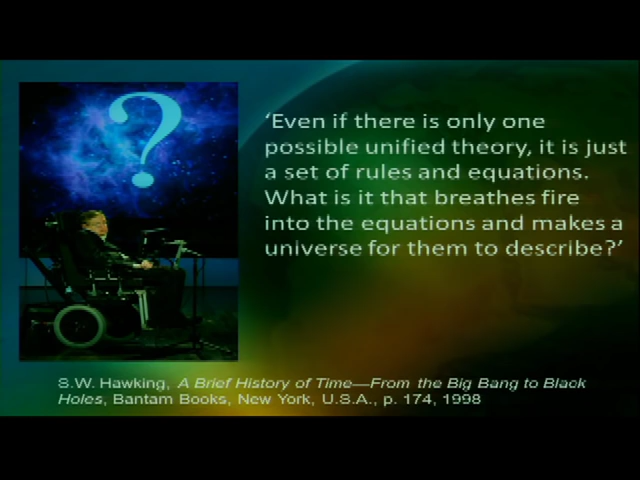 ?
‘Even if there is only one
possible unified theory, it is just
a set of rules and equations.
What is it that breathes fire
into the equations and makes a
universe for them to describe?’
S.W. Hawking, A Brief History of Time—From the Big Bang to Black
Holes, Bantam Books, New York, U.S.A., p. 174, 1998